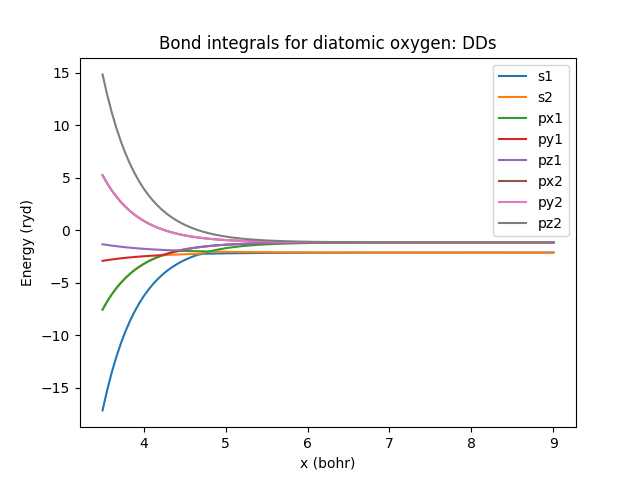 Bond integrals for diatomic oxygen: DDs
Energy (ryd)
15
10
5
0
−5
−10
−15
s1
s2
px1
py1
pz1
px2
py2
pz2
4
5
6
7
8
9
x (bohr)